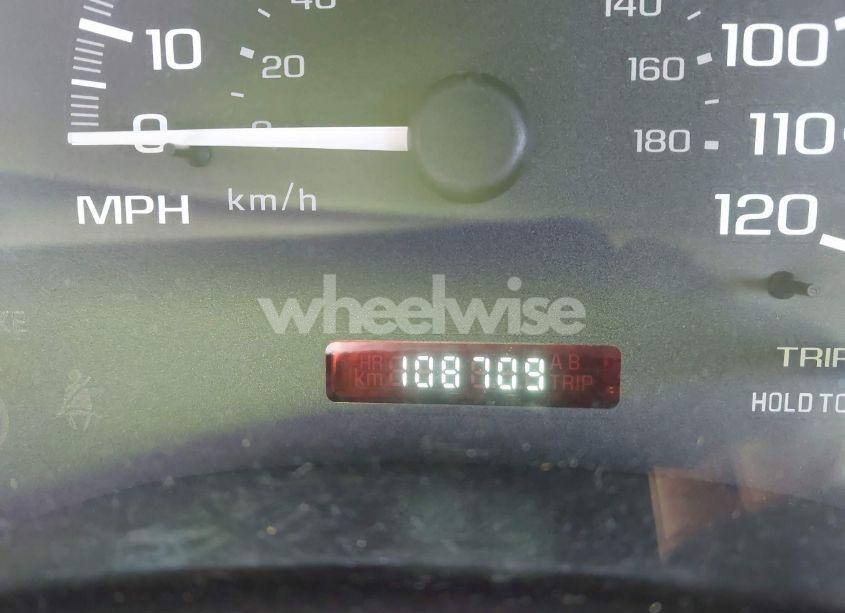 40
10
20
0
0
MPH km/h
140
100
160
110
180
120
wheelwise
HR 108709 A B
Km TRIP
TRIP
HOLD TO